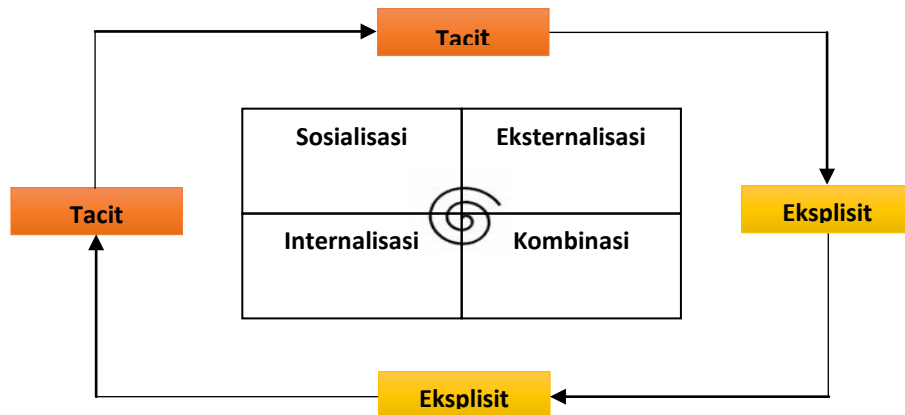 Tacit
Sosialisasi
Eksternalisasi
Tacit
Eksplisit
Internalisasi
Kombinasi
Eksplisit